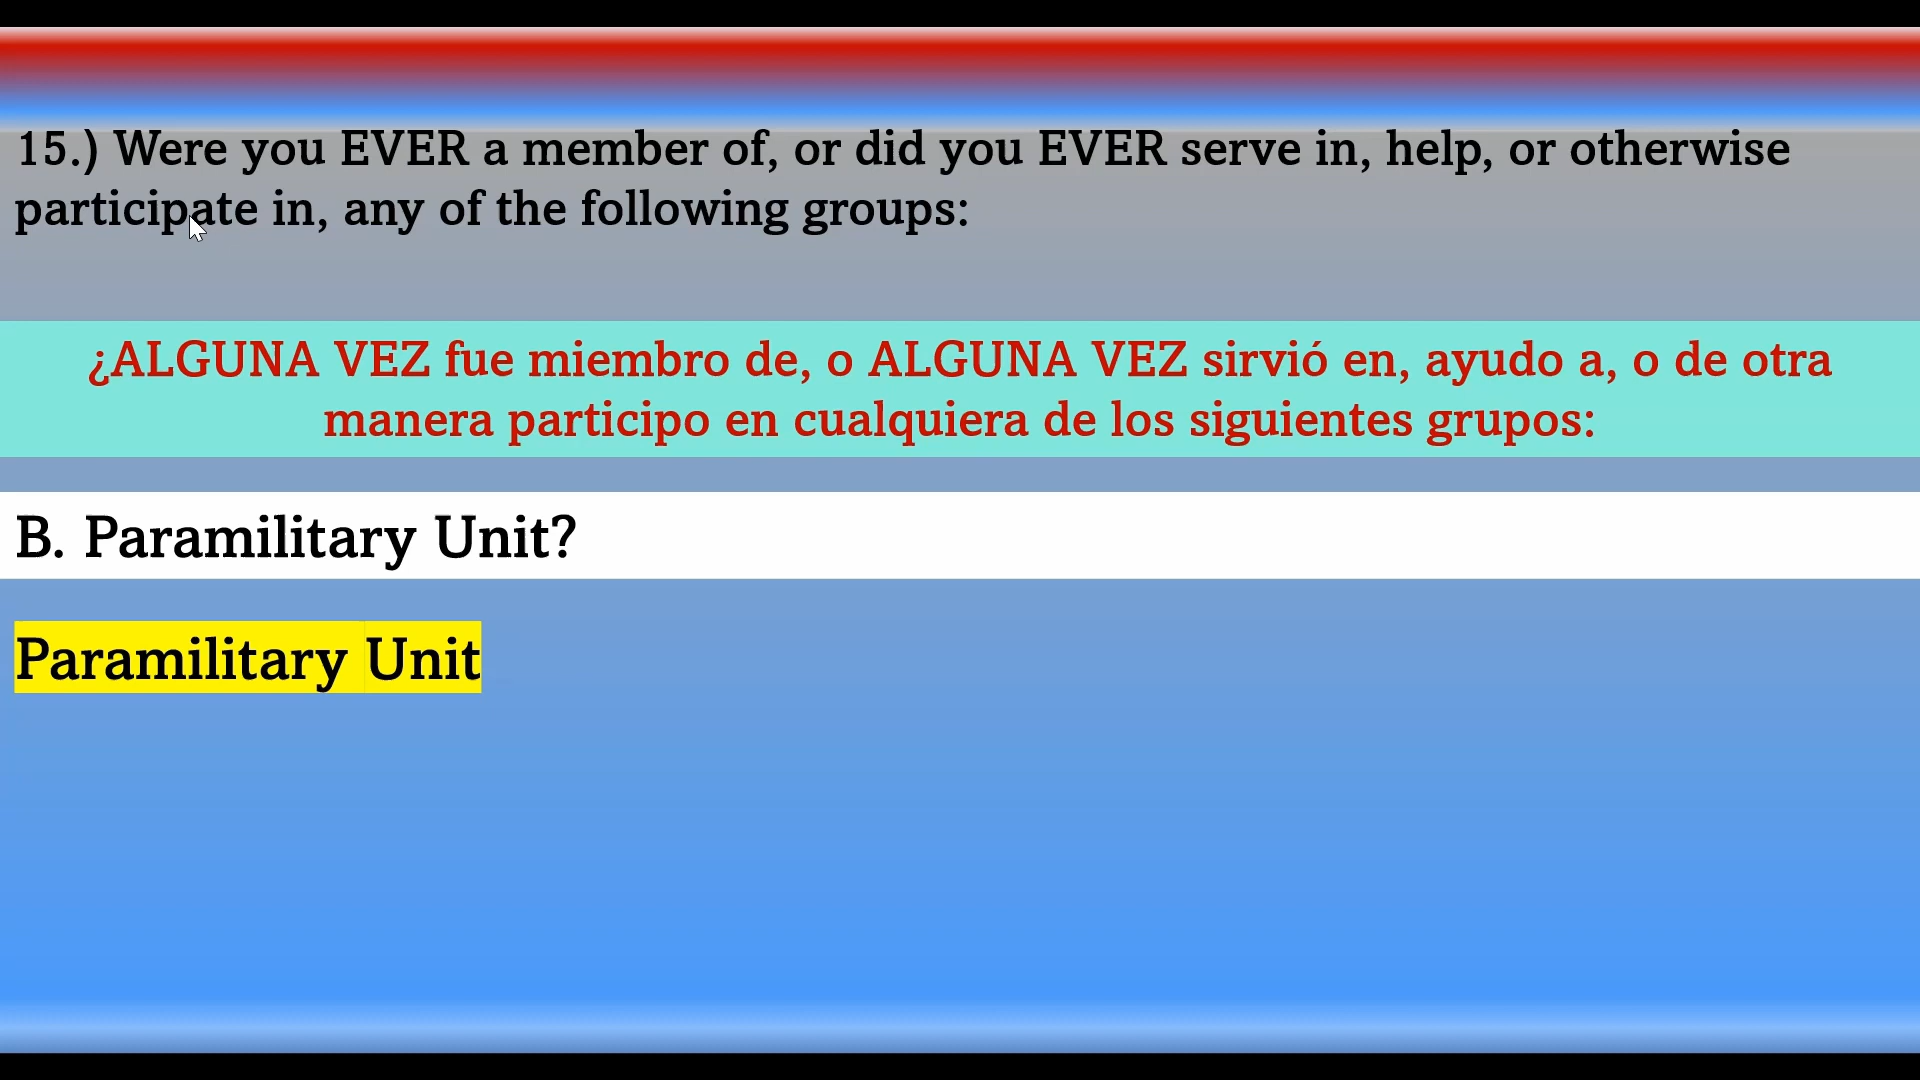 15.) Were you EVER a member of, or did you EVER serve in, help, or otherwise
participate in, any of the following groups:
¿ALGUNA VEZ fue miembro de, o ALGUNA VEZ sirvió en, ayudo a, o de otra
manera participo en cualquiera de los siguientes grupos:
B. Paramilitary Unit?
Paramilitary Unit